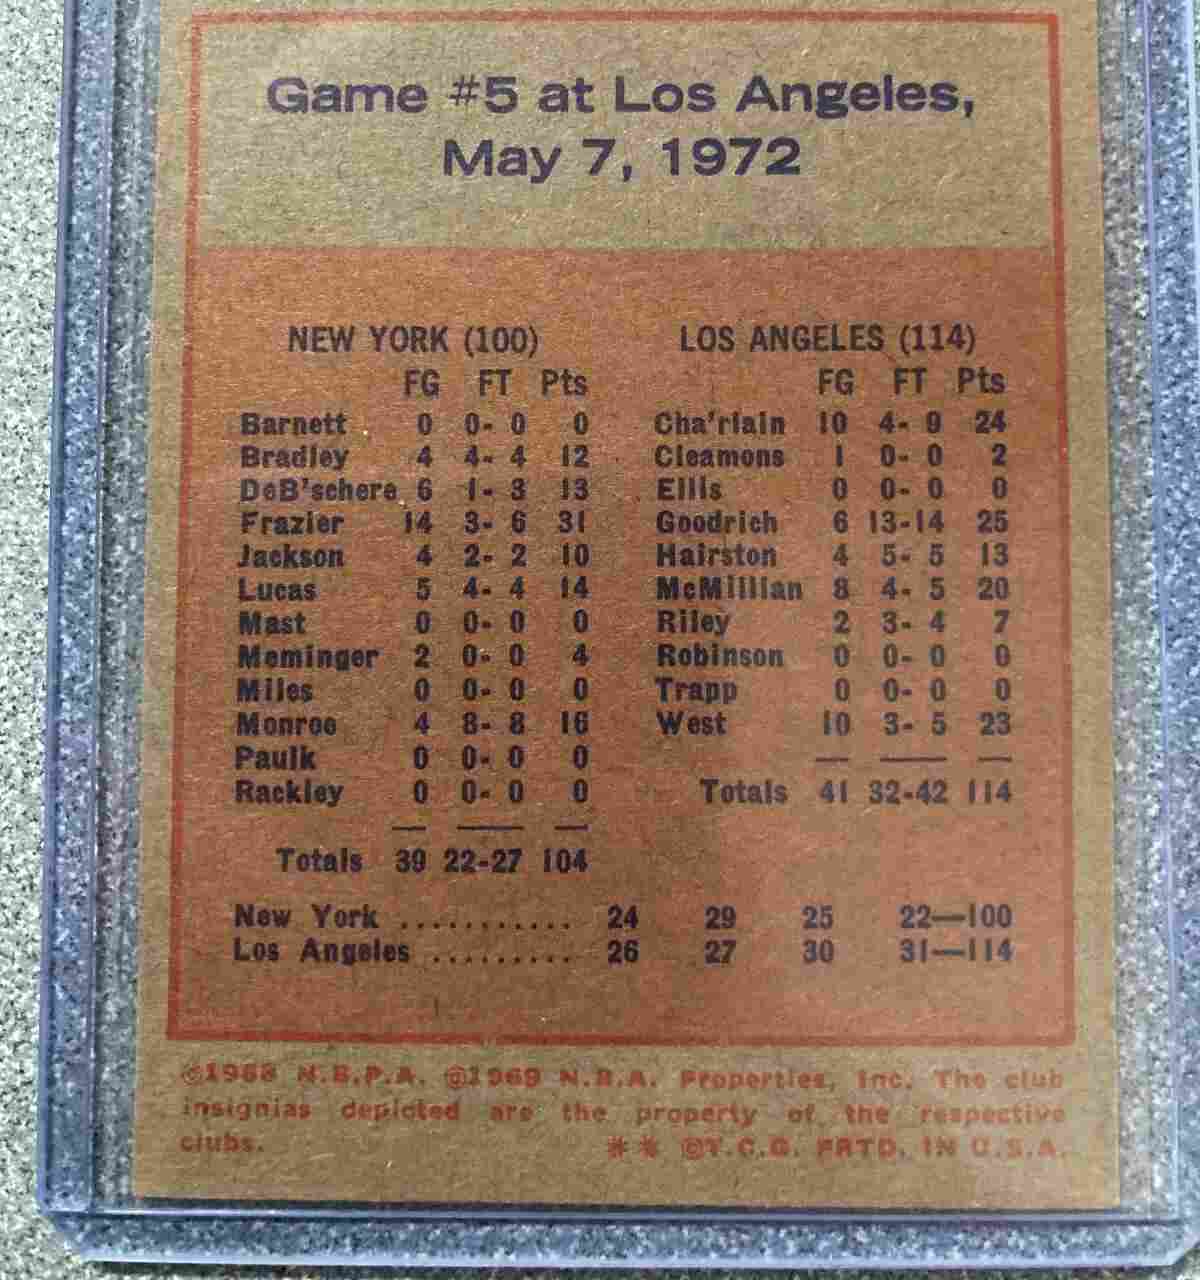 Game #5 at Los Angeles,
May 7, 1972
NEW YORK (100)
FG FT Pts
Barnett 0 0- 0 0
Bradley 4 4- 4 12
DeB'schere 6 1- 3 13
Frazier 14 3- 6 31
Jackson 4 2- 2 10
Lucas 5 4- 4 14
Mast 0 0- 0 0
Meminger 2 0- 0 4
Miles 0 0- 0 0
Monroe 4 8- 8 16
Paulk 0 0- 0 0
Rackley 0 0- 0 0
Totals 39 22-27 104
LOS ANGELES (114)
FG FT Pts
Cha'rlain 10 4- 9 24
Cleamons 1 0- 0 2
Ellis 0 0- 0 0
Goodrich 6 13-14 25
Hairston 4 5- 5 13
McMillian 8 4- 5 20
Riley 2 3- 4 7
Robinson 0 0- 0 0
Trapp 0 0- 0 0
West 10 3- 5 23
Totals 41 32-42 114
New York ........... 24 29 25 22—100
Los Angeles ......... 26 27 30 31—114
©1968 N.B.P.A. ©1969 N.B.A. Properties, Inc. The club
insignias depicted are the property of the respective
clubs. ** ©T.C.G. PRTD. IN U.S.A.